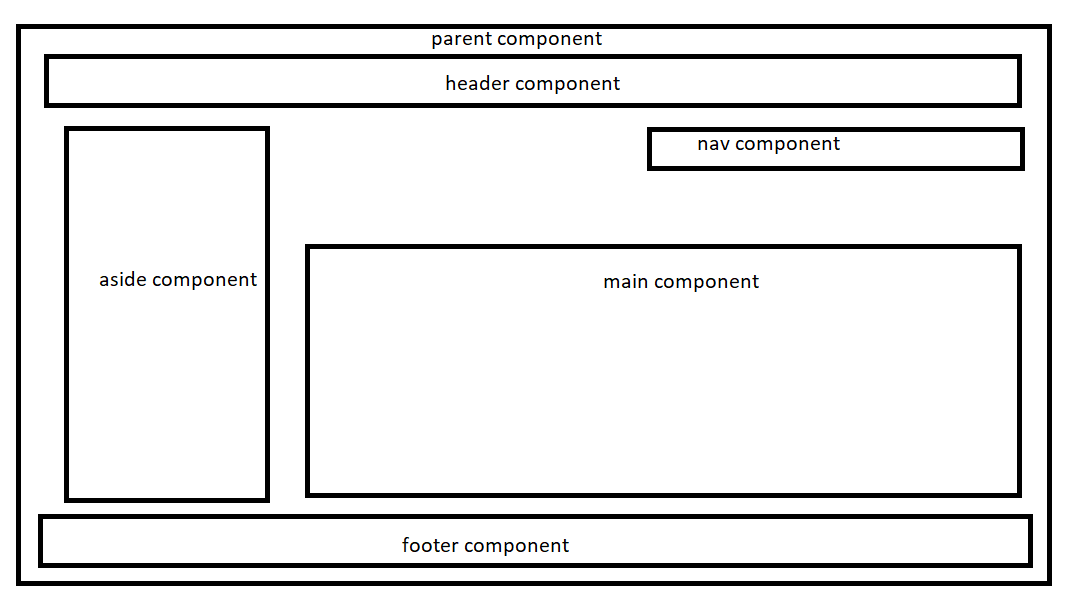 parent component
header component
nav component
aside component
main component
footer component